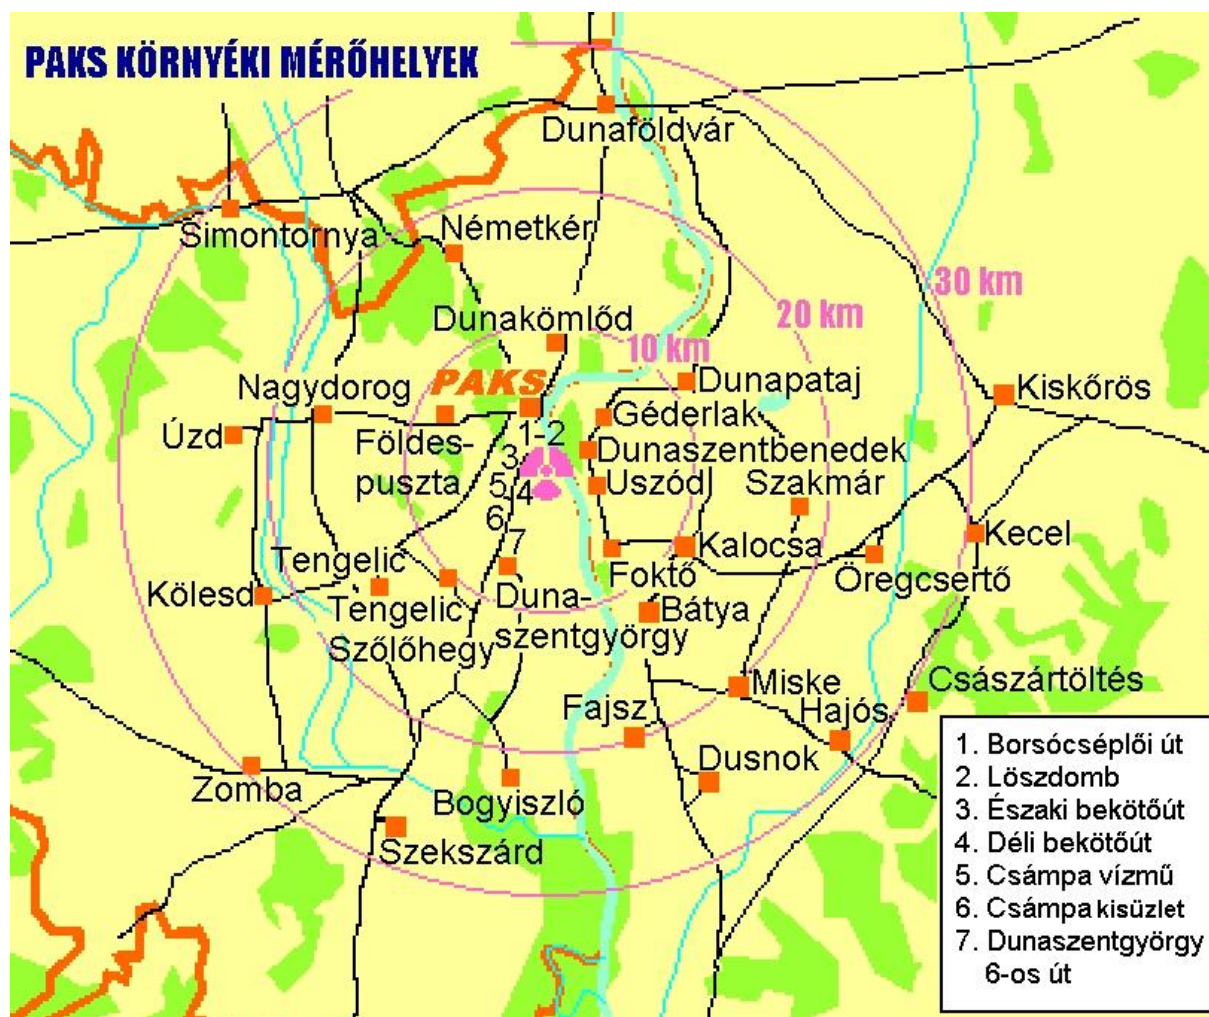 PAKS KÖRNYÉKI MÉRŐHELYEK
Dunaföldvár
Simontornya
Németkér
30 km
20 km
Dunakömlőd
10 km
PAKS
Dunapataj
Nagydorog
Kiskőrös
Géderlak
Úzd
Földes-
puszta
1-2
Dunaszentbenedek
3
5
4
Uszód
Szakmár
6
7
Kecel
Kalocsa
Tengelic
Foktő
Öregcsertő
Kölesd
Tengelic
Szőlőhegy
Duna-
szentgyörgy
Bátya
Miske
Császártöltés
Fajsz
Hajós
Dusnok
Zomba
Bogyiszló
Szekszárd
1. Borsócséplői út
2. Löszdomb
3. Északi bekötőút
4. Déli bekötőút
5. Csámpa vízmű
6. Csámpa kisüzlet
7. Dunaszentgyörgy
6-os út